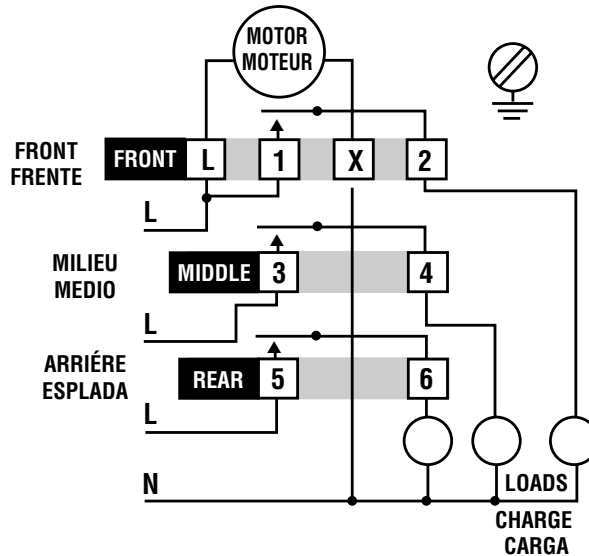 MOTOR
MOTEUR
FRONT
FRENTE
FRONT L 1 X 2
L
MILIEU
MEDIO
MIDDLE 3 4
L
ARRIÉRE
ESPLADA
REAR 5 6
L
N
LOADS
CHARGE
CARGA